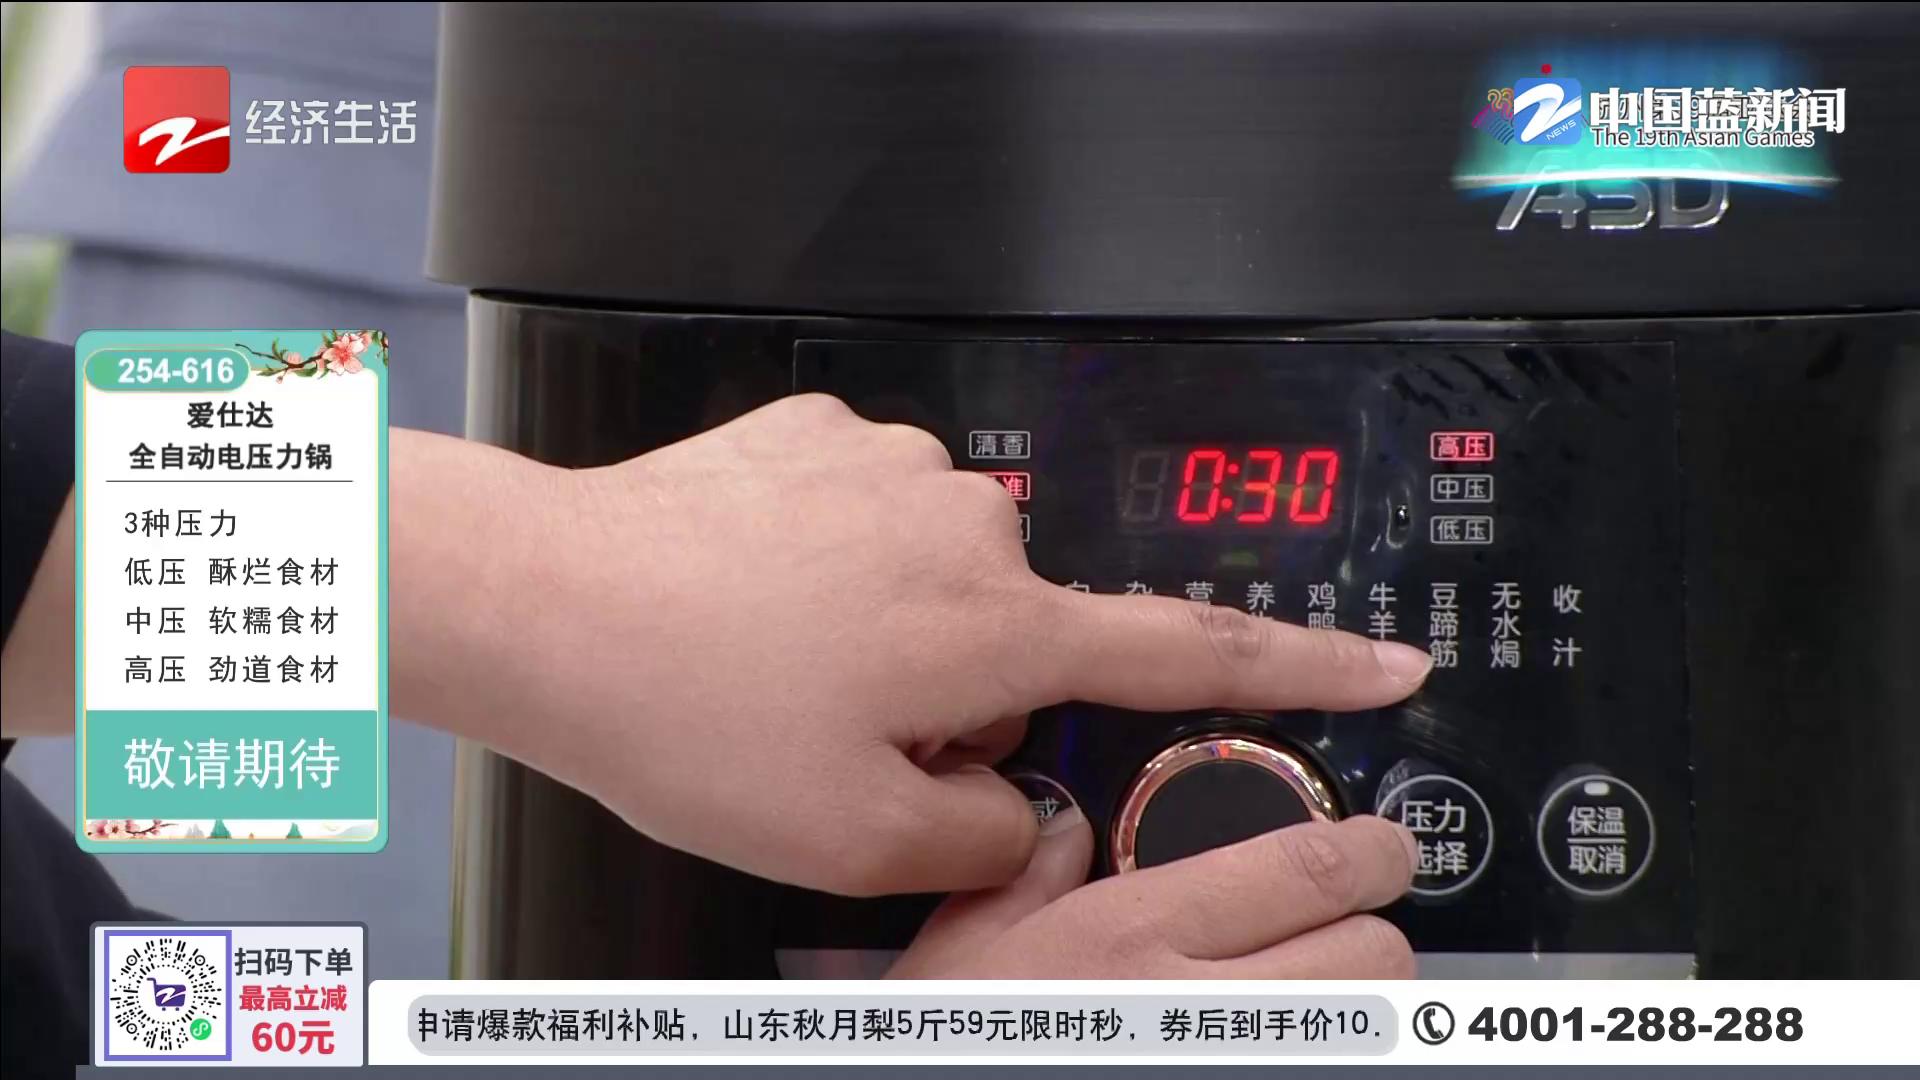 经济生活
中国蓝新闻
NEWS
The 19th Asian Games
ASD
254-616
爱仕达
全自动电压力锅
3种压力
低压 酥烂食材
中压 软糯食材
高压 劲道食材
敬请期待
清香
准
0:30
高压
中压
低压
养
鸡鸭
牛羊
豆蹄筋
无水焗
收汁
感
压力
选择
保温
取消
扫码下单
最高立减
60元
申请爆款福利补贴，山东秋月梨5斤59元限时秒，券后到手价10.
4001-288-288